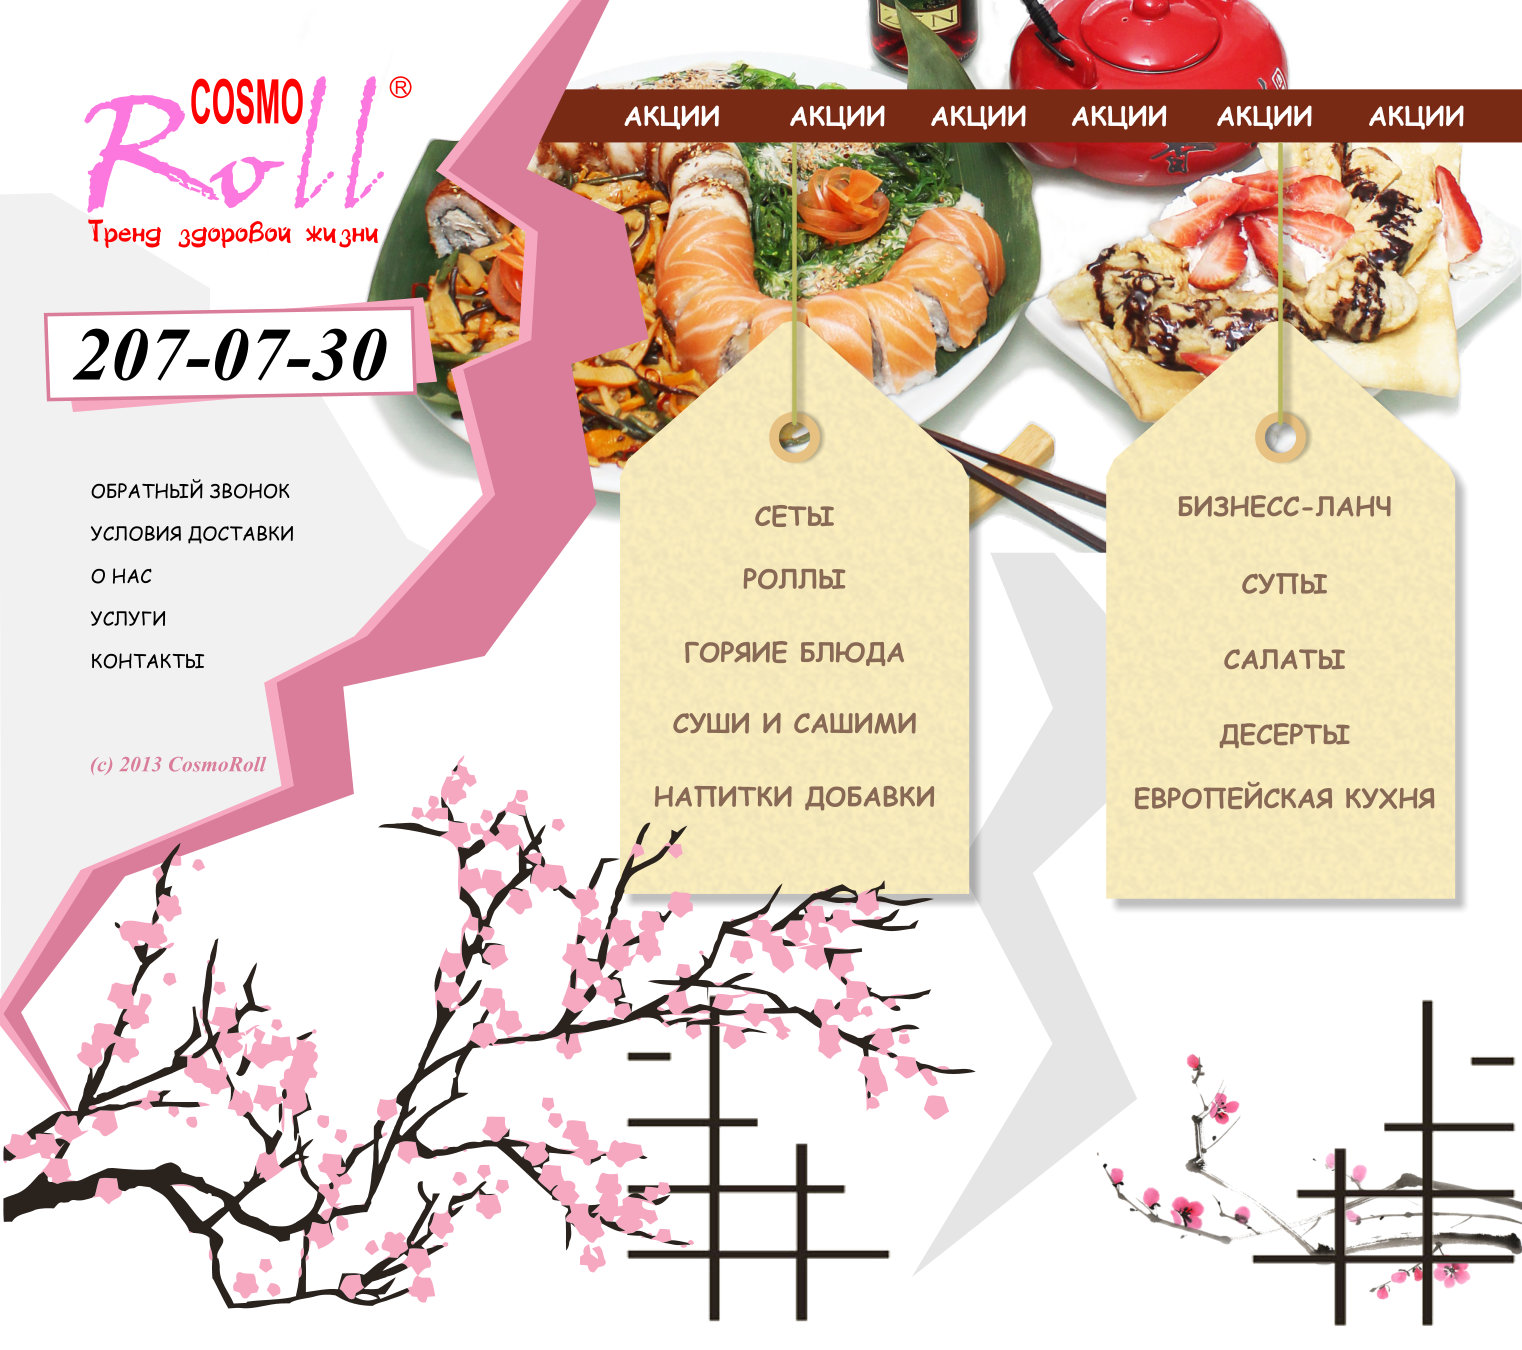 COSMO
Roll ®
Тренд здоровой жизни
207-07-30
АКЦИИ АКЦИИ АКЦИИ АКЦИИ АКЦИИ АКЦИИ
ОБРАТНЫЙ ЗВОНОК
УСЛОВИЯ ДОСТАВКИ
О НАС
УСЛУГИ
КОНТАКТЫ
(c) 2013 CosmoRoll
СЕТЫ
РОЛЛЫ
ГОРЯИЕ БЛЮДА
СУШИ И САШИМИ
НАПИТКИ ДОБАВКИ
БИЗНЕСС-ЛАНЧ
СУПЫ
САЛАТЫ
ДЕСЕРТЫ
ЕВРОПЕЙСКАЯ КУХНЯ